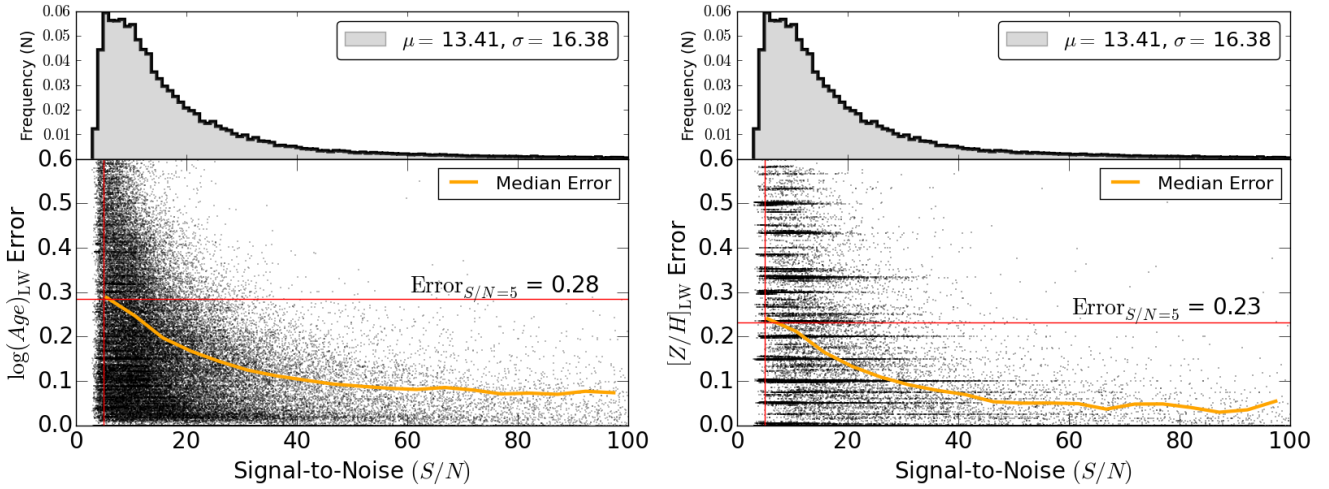 0.06
0.05
0.04
0.03
0.02
0.01
Frequency (N)
μ = 13.41, σ = 16.38
0.6
0.5
0.4
0.3
0.2
0.1
0.0
log(Age)LW Error
Median Error
ErrorS/N=5 = 0.28
0 20 40 60 80 100
Signal-to-Noise (S/N)
0.06
0.05
0.04
0.03
0.02
0.01
Frequency (N)
μ = 13.41, σ = 16.38
0.6
0.5
0.4
0.3
0.2
0.1
0.0
[Z/H]LW Error
Median Error
ErrorS/N=5 = 0.23
0 20 40 60 80 100
Signal-to-Noise (S/N)